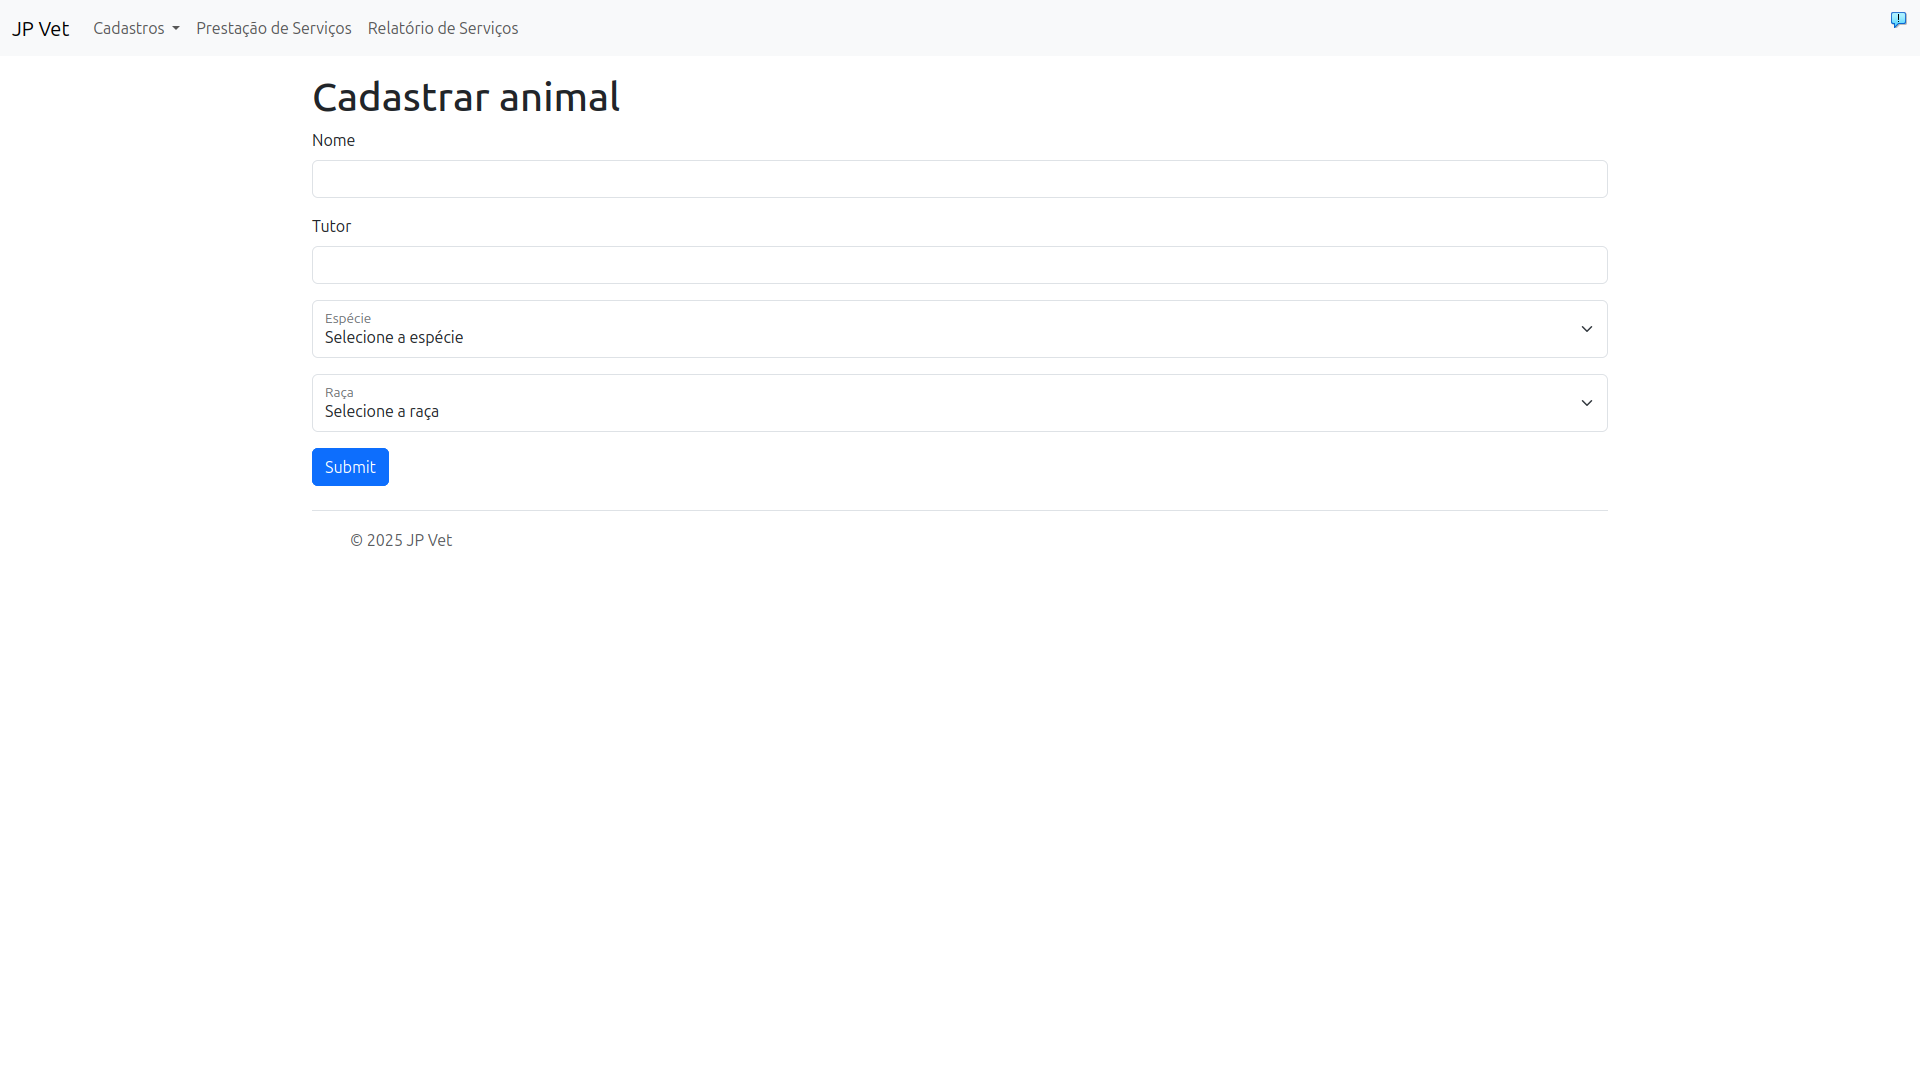 JP Vet Cadastros Prestação de Serviços Relatório de Serviços
Cadastrar animal
Nome
Tutor
Espécie
Selecione a espécie
Raça
Selecione a raça
Submit
© 2025 JP Vet